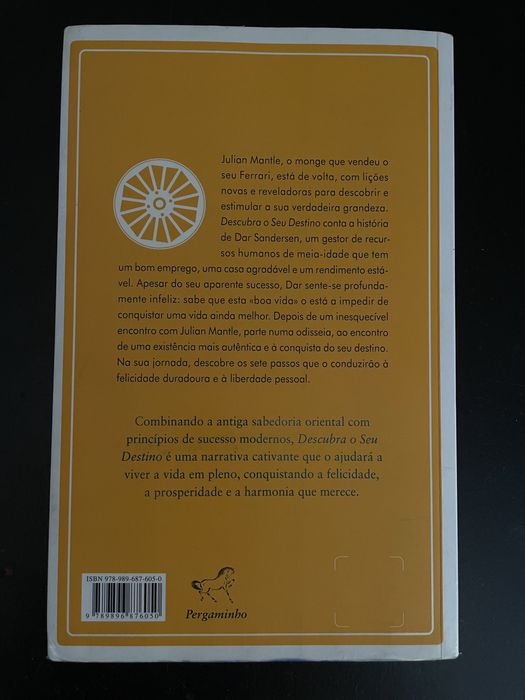 Julian Mantle, o monge que vendeu o
seu Ferrari, está de volta, com lições
novas e reveladoras para descobrir e
estimular a sua verdadeira grandeza.
Descubra o Seu Destino conta a história
de Dar Sandersen, um gestor de recur-
sos humanos de meia-idade que tem
um bom emprego, uma casa agradável e um rendimento está-
vel. Apesar do seu aparente sucesso, Dar sente-se profunda-
mente infeliz: sabe que esta «boa vida» o está a impedir de
conquistar uma vida ainda melhor. Depois de um inesquecível
encontro com Julian Mantle, parte numa odisseia, ao encontro
de uma existência mais autêntica e à conquista do seu destino.
Na sua jornada, descobre os sete passos que o conduzirão à
felicidade duradoura e à liberdade pessoal.
Combinando a antiga sabedoria oriental com
princípios de sucesso modernos, Descubra o Seu
Destino é uma narrativa cativante que o ajudará a
viver a vida em pleno, conquistando a felicidade,
a prosperidade e a harmonia que merece.
ISBN 978-989-687-605-0
9 789896 876050
Pergaminho